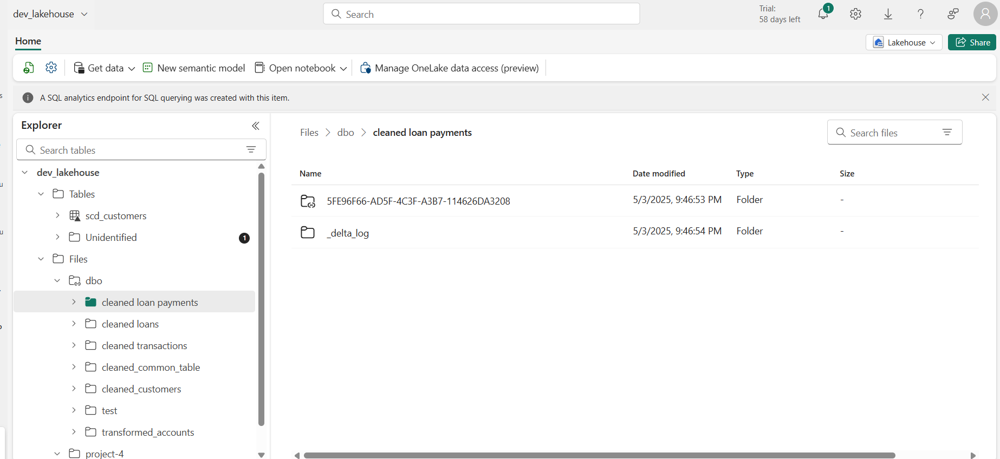 dev_lakehouse
Search
Trial:
58 days left
1
Home
Lakehouse
Share
Get data
New semantic model
Open notebook
Manage OneLake data access (preview)
A SQL analytics endpoint for SQL querying was created with this item.
Explorer
Search tables
dev_lakehouse
Tables
scd_customers
Unidentified 1
Files
dbo
cleaned loan payments
cleaned loans
cleaned transactions
cleaned_common_table
cleaned_customers
test
transformed_accounts
project-4
Files > dbo > cleaned loan payments
Search files
Name Date modified Type Size
5FE96F66-AD5F-4C3F-A3B7-114626DA3208 5/3/2025, 9:46:53 PM Folder -
_delta_log 5/3/2025, 9:46:54 PM Folder -